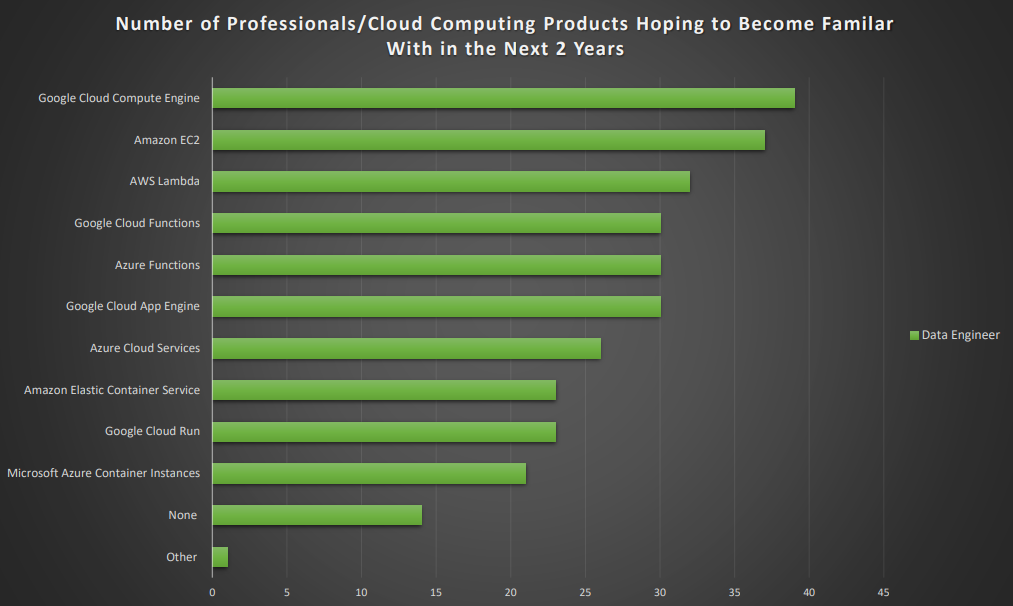 Number of Professionals/Cloud Computing Products Hoping to Become Familar
With in the Next 2 Years
Google Cloud Compute Engine
Amazon EC2
AWS Lambda
Google Cloud Functions
Azure Functions
Google Cloud App Engine
Azure Cloud Services
Amazon Elastic Container Service
Google Cloud Run
Microsoft Azure Container Instances
None
Other
0 5 10 15 20 25 30 35 40 45
Data Engineer